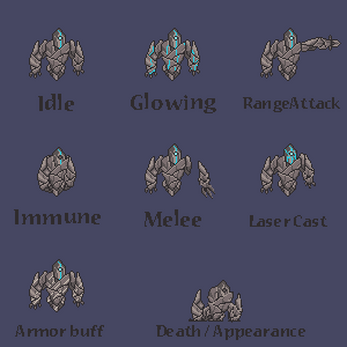 Idle Glowing RangeAttack
Immune Melee Laser Cast
Armor buff Death / Appearance